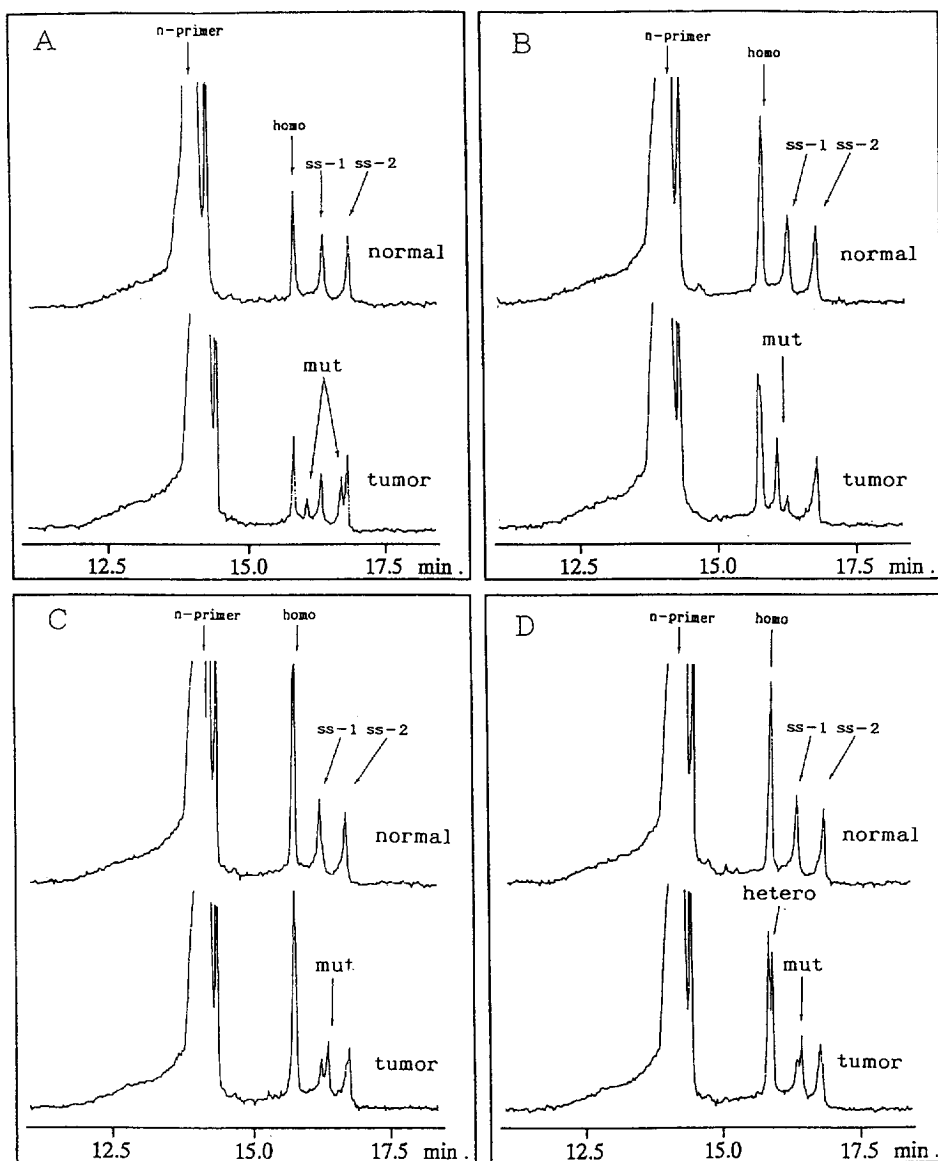 A
n-primer
homo
ss-1 ss-2
normal
mut
tumor
12.5 15.0 17.5 min .
B
n-primer
homo
ss-1 ss-2
normal
mut
tumor
12.5 15.0 17.5 min .
C
n-primer homo
ss-1 ss-2
normal
mut
tumor
12.5 15.0 17.5 min .
D
n-primer homo
ss-1 ss-2
normal
hetero
mut
tumor
12.5 15.0 17.5 min .